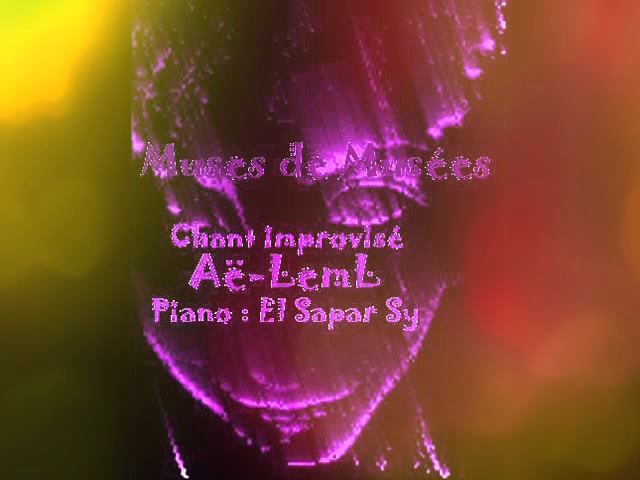 Muses de Musées
Chant improvisé
Aë-LemL
Piano : El Sapar Sy